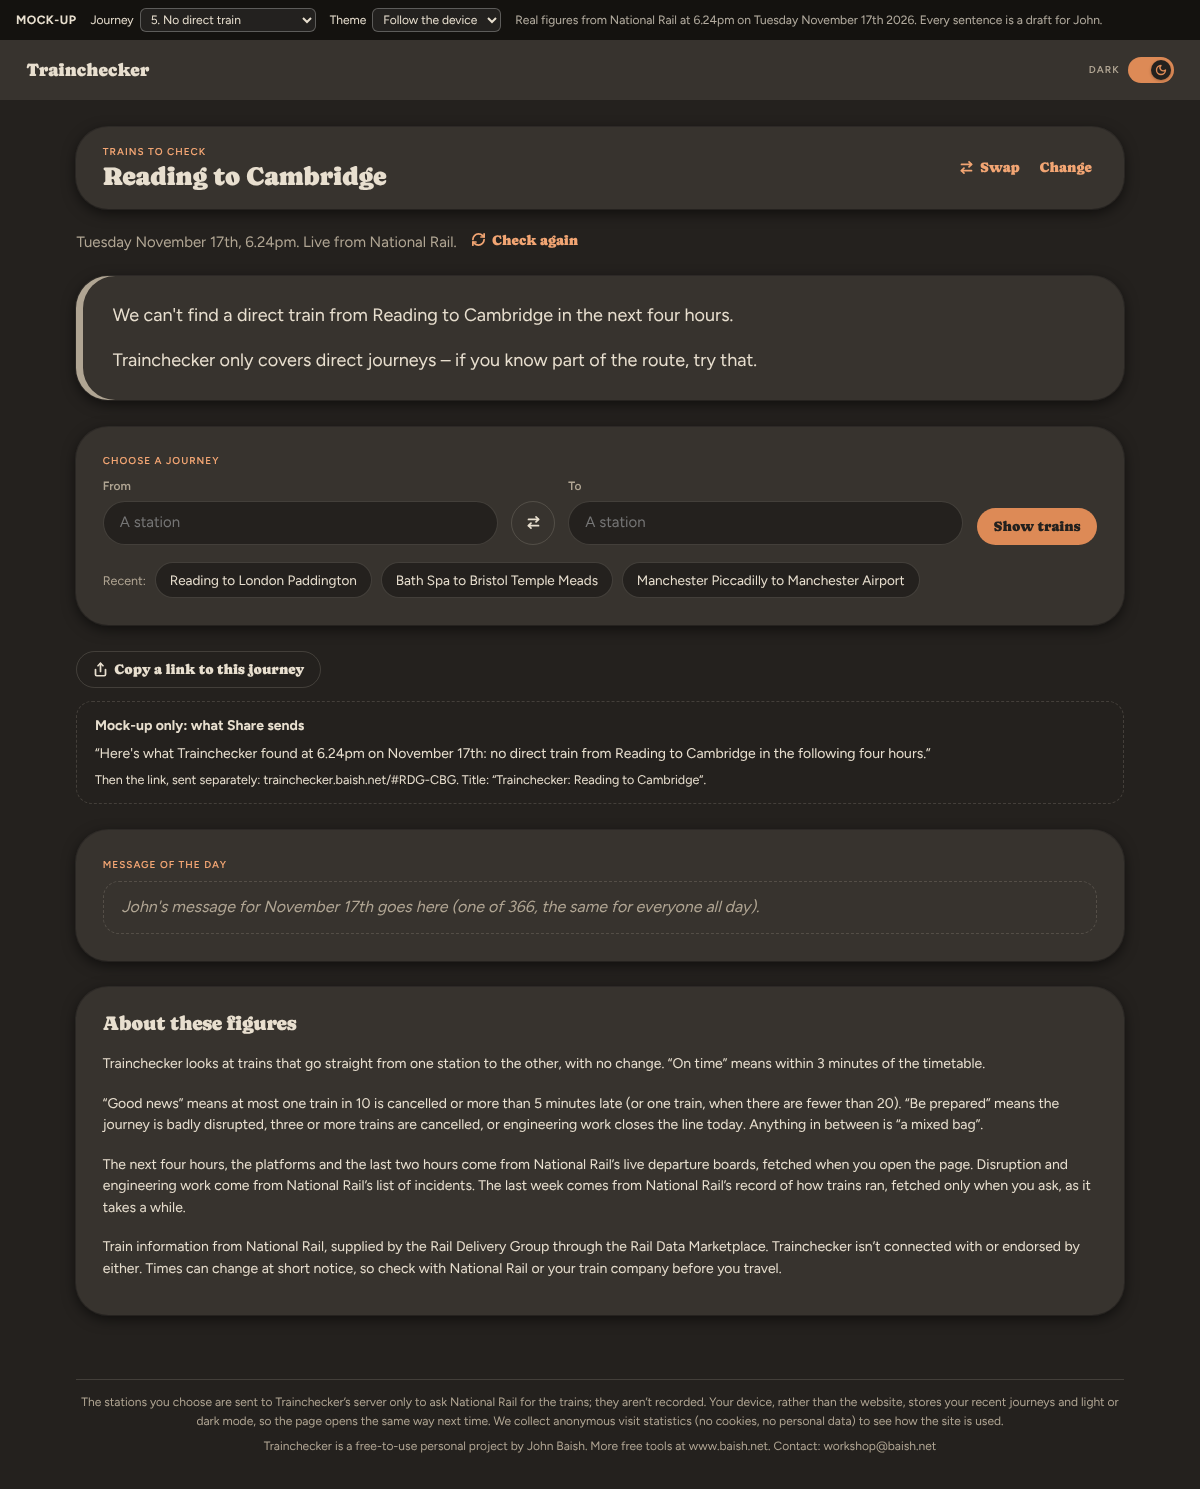 MOCK-UP Journey 5. No direct train Theme Follow the device Real figures from National Rail at 6.24pm on Tuesday November 17th 2026. Every sentence is a draft for John.
Trainchecker
DARK
TRAINS TO CHECK
Reading to Cambridge
Swap Change
Tuesday November 17th, 6.24pm. Live from National Rail. Check again
We can't find a direct train from Reading to Cambridge in the next four hours.
Trainchecker only covers direct journeys – if you know part of the route, try that.
CHOOSE A JOURNEY
From To
A station A station Show trains
Recent: Reading to London Paddington Bath Spa to Bristol Temple Meads Manchester Piccadilly to Manchester Airport
Copy a link to this journey
Mock-up only: what Share sends
“Here's what Trainchecker found at 6.24pm on November 17th: no direct train from Reading to Cambridge in the following four hours.”
Then the link, sent separately: trainchecker.baish.net/#RDG-CBG. Title: “Trainchecker: Reading to Cambridge”.
MESSAGE OF THE DAY
John's message for November 17th goes here (one of 366, the same for everyone all day).
About these figures
Trainchecker looks at trains that go straight from one station to the other, with no change. “On time” means within 3 minutes of the timetable.
“Good news” means at most one train in 10 is cancelled or more than 5 minutes late (or one train, when there are fewer than 20). “Be prepared” means the
journey is badly disrupted, three or more trains are cancelled, or engineering work closes the line today. Anything in between is “a mixed bag”.
The next four hours, the platforms and the last two hours come from National Rail’s live departure boards, fetched when you open the page. Disruption and
engineering work come from National Rail’s list of incidents. The last week comes from National Rail’s record of how trains ran, fetched only when you ask, as it
takes a while.
Train information from National Rail, supplied by the Rail Delivery Group through the Rail Data Marketplace. Trainchecker isn’t connected with or endorsed by
either. Times can change at short notice, so check with National Rail or your train company before you travel.
The stations you choose are sent to Trainchecker’s server only to ask National Rail for the trains; they aren’t recorded. Your device, rather than the website, stores your recent journeys and light or
dark mode, so the page opens the same way next time. We collect anonymous visit statistics (no cookies, no personal data) to see how the site is used.
Trainchecker is a free-to-use personal project by John Baish. More free tools at www.baish.net. Contact: workshop@baish.net